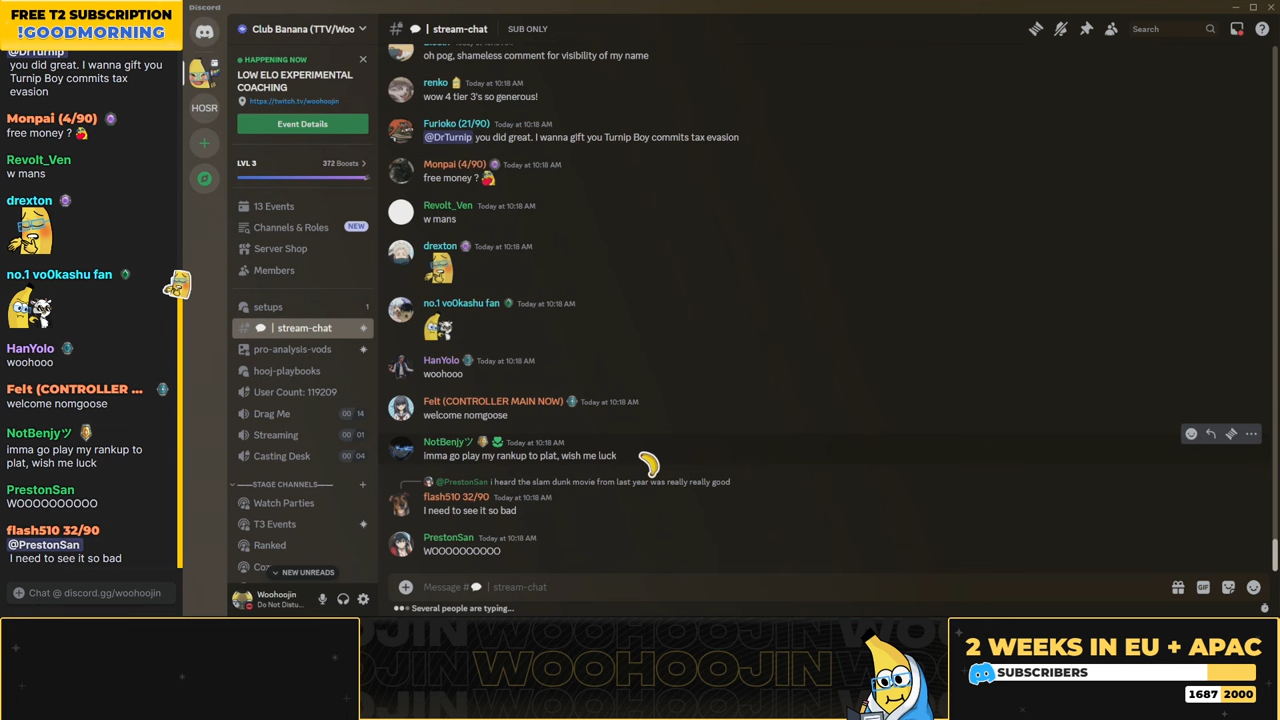 FREE T2 SUBSCRIPTION
!GOODMORNING
@DrTurnip
you did great. I wanna gift you
Turnip Boy commits tax
evasion
Monpai (4/90)
free money ?
Revolt_Ven
w mans
drexton
no.1 vo0kashu fan
HanYolo
woohooo
Felt (CONTROLLER ...
welcome nomgoose
NotBenjyツ
imma go play my rankup to
plat, wish me luck
PrestonSan
WOOOOOOOOOO
flash510 32/90
@PrestonSan
I need to see it so bad
Chat @ discord.gg/woohoojin
Discord
HOSR
Club Banana (TTV/Woo
HAPPENING NOW
LOW ELO EXPERIMENTAL
COACHING
https://twitch.tv/woohoojin
Event Details
LVL 3
372 Boosts
13 Events
Channels & Roles
NEW
Server Shop
Members
setups
1
| stream-chat
pro-analysis-vods
hooj-playbooks
User Count: 119209
Drag Me
00 14
Streaming
00 01
Casting Desk
00 04
STAGE CHANNELS
Watch Parties
T3 Events
Ranked
NEW UNREADS
Woohoojin
Do Not Distu...
| stream-chat
SUB ONLY
Search
oh pog, shameless comment for visibility of my name
renko Today at 10:18 AM
wow 4 tier 3's so generous!
Furioko (21/90) Today at 10:18 AM
@DrTurnip you did great. I wanna gift you Turnip Boy commits tax evasion
Monpai (4/90) Today at 10:18 AM
free money ?
Revolt_Ven Today at 10:18 AM
w mans
drexton Today at 10:18 AM
no.1 vo0kashu fan Today at 10:18 AM
HanYolo Today at 10:18 AM
woohooo
Felt (CONTROLLER MAIN NOW) Today at 10:18 AM
welcome nomgoose
NotBenjyツ Today at 10:18 AM
imma go play my rankup to plat, wish me luck
@PrestonSan i heard the slam dunk movie from last year was really really good
flash510 32/90 Today at 10:18 AM
I need to see it so bad
PrestonSan Today at 10:18 AM
WOOOOOOOOOO
Message # | stream-chat
GIF
Several people are typing...
WOOHOOJIN
2 WEEKS IN EU + APAC
SUBSCRIBERS
1687 2000